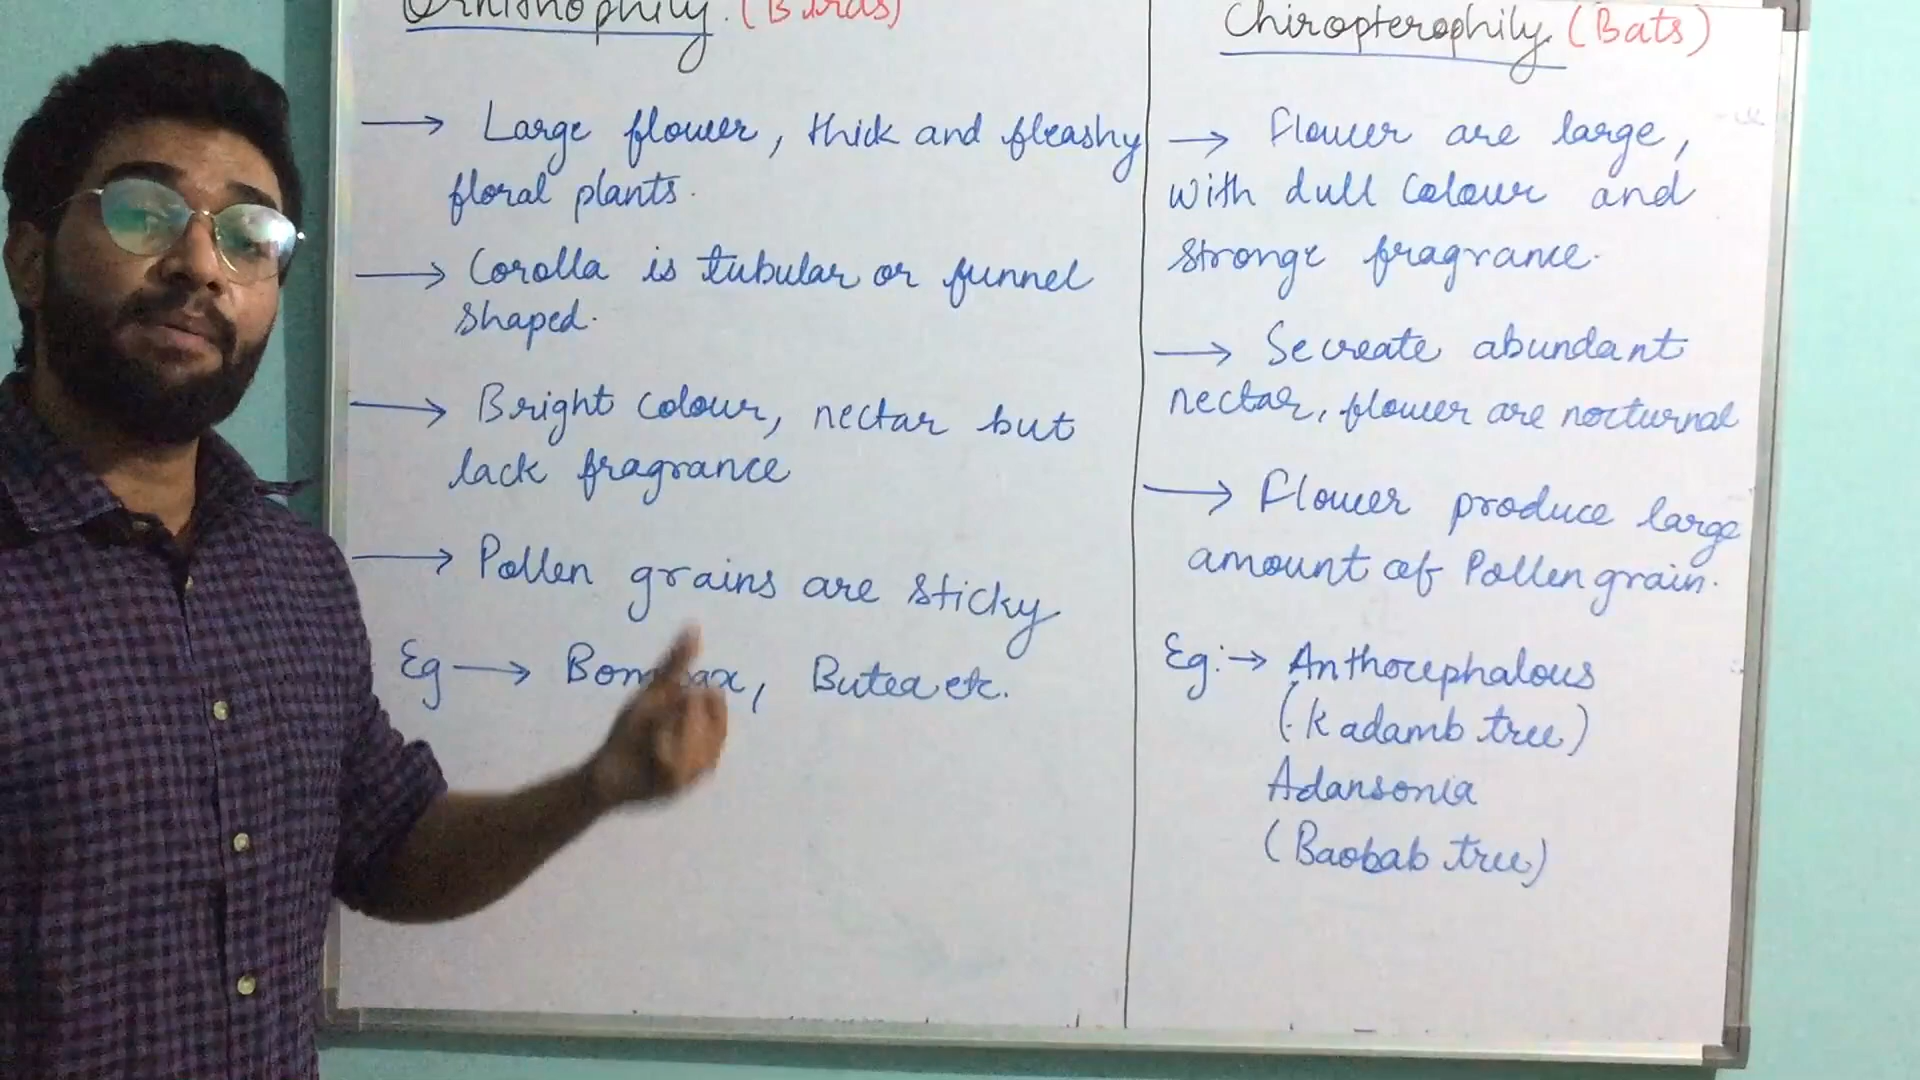 Ornithophily. (Birds)
→ Large flower, thick and fleashy
floral plants.
→ Corolla is tubular or funnel
shaped.
→ Bright colour, nectar but
lack fragrance
→ Pollen grains are sticky
Eg → Bombax, Butea etc.
Chiropterophily. (Bats)
→ Flower are large,
with dull colour and
stronge fragrance.
→ Secreate abundant
nectar, flower are nocturnal
→ Flower produce large
amount of Pollen grain.
Eg:→ Anthocephalous
(Kadamb tree)
Adansonia
(Baobab tree)